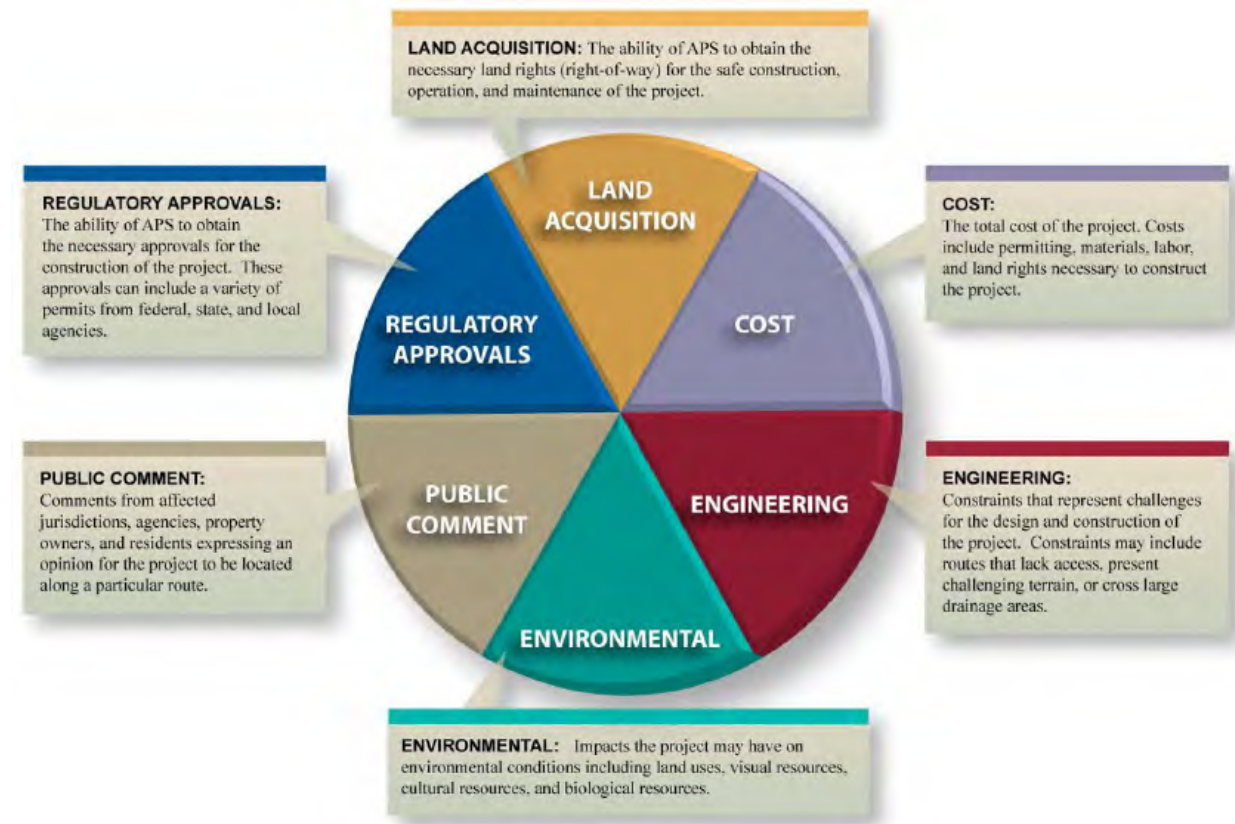 LAND ACQUISITION: The ability of APS to obtain the
necessary land rights (right-of-way) for the safe construction,
operation, and maintenance of the project.
REGULATORY APPROVALS:
The ability of APS to obtain
the necessary approvals for the
construction of the project. These
approvals can include a variety of
permits from federal, state, and local
agencies.
LAND
ACQUISITION
COST:
The total cost of the project. Costs
include permitting, materials, labor,
and land rights necessary to construct
the project.
REGULATORY
APPROVALS
COST
PUBLIC COMMENT:
Comments from affected
jurisdictions, agencies, property
owners, and residents expressing an
opinion for the project to be located
along a particular route.
PUBLIC
COMMENT
ENGINEERING
ENGINEERING:
Constraints that represent challenges
for the design and construction of
the project. Constraints may include
routes that lack access, present
challenging terrain, or cross large
drainage areas.
ENVIRONMENTAL
ENVIRONMENTAL: Impacts the project may have on
environmental conditions including land uses, visual resources,
cultural resources, and biological resources.